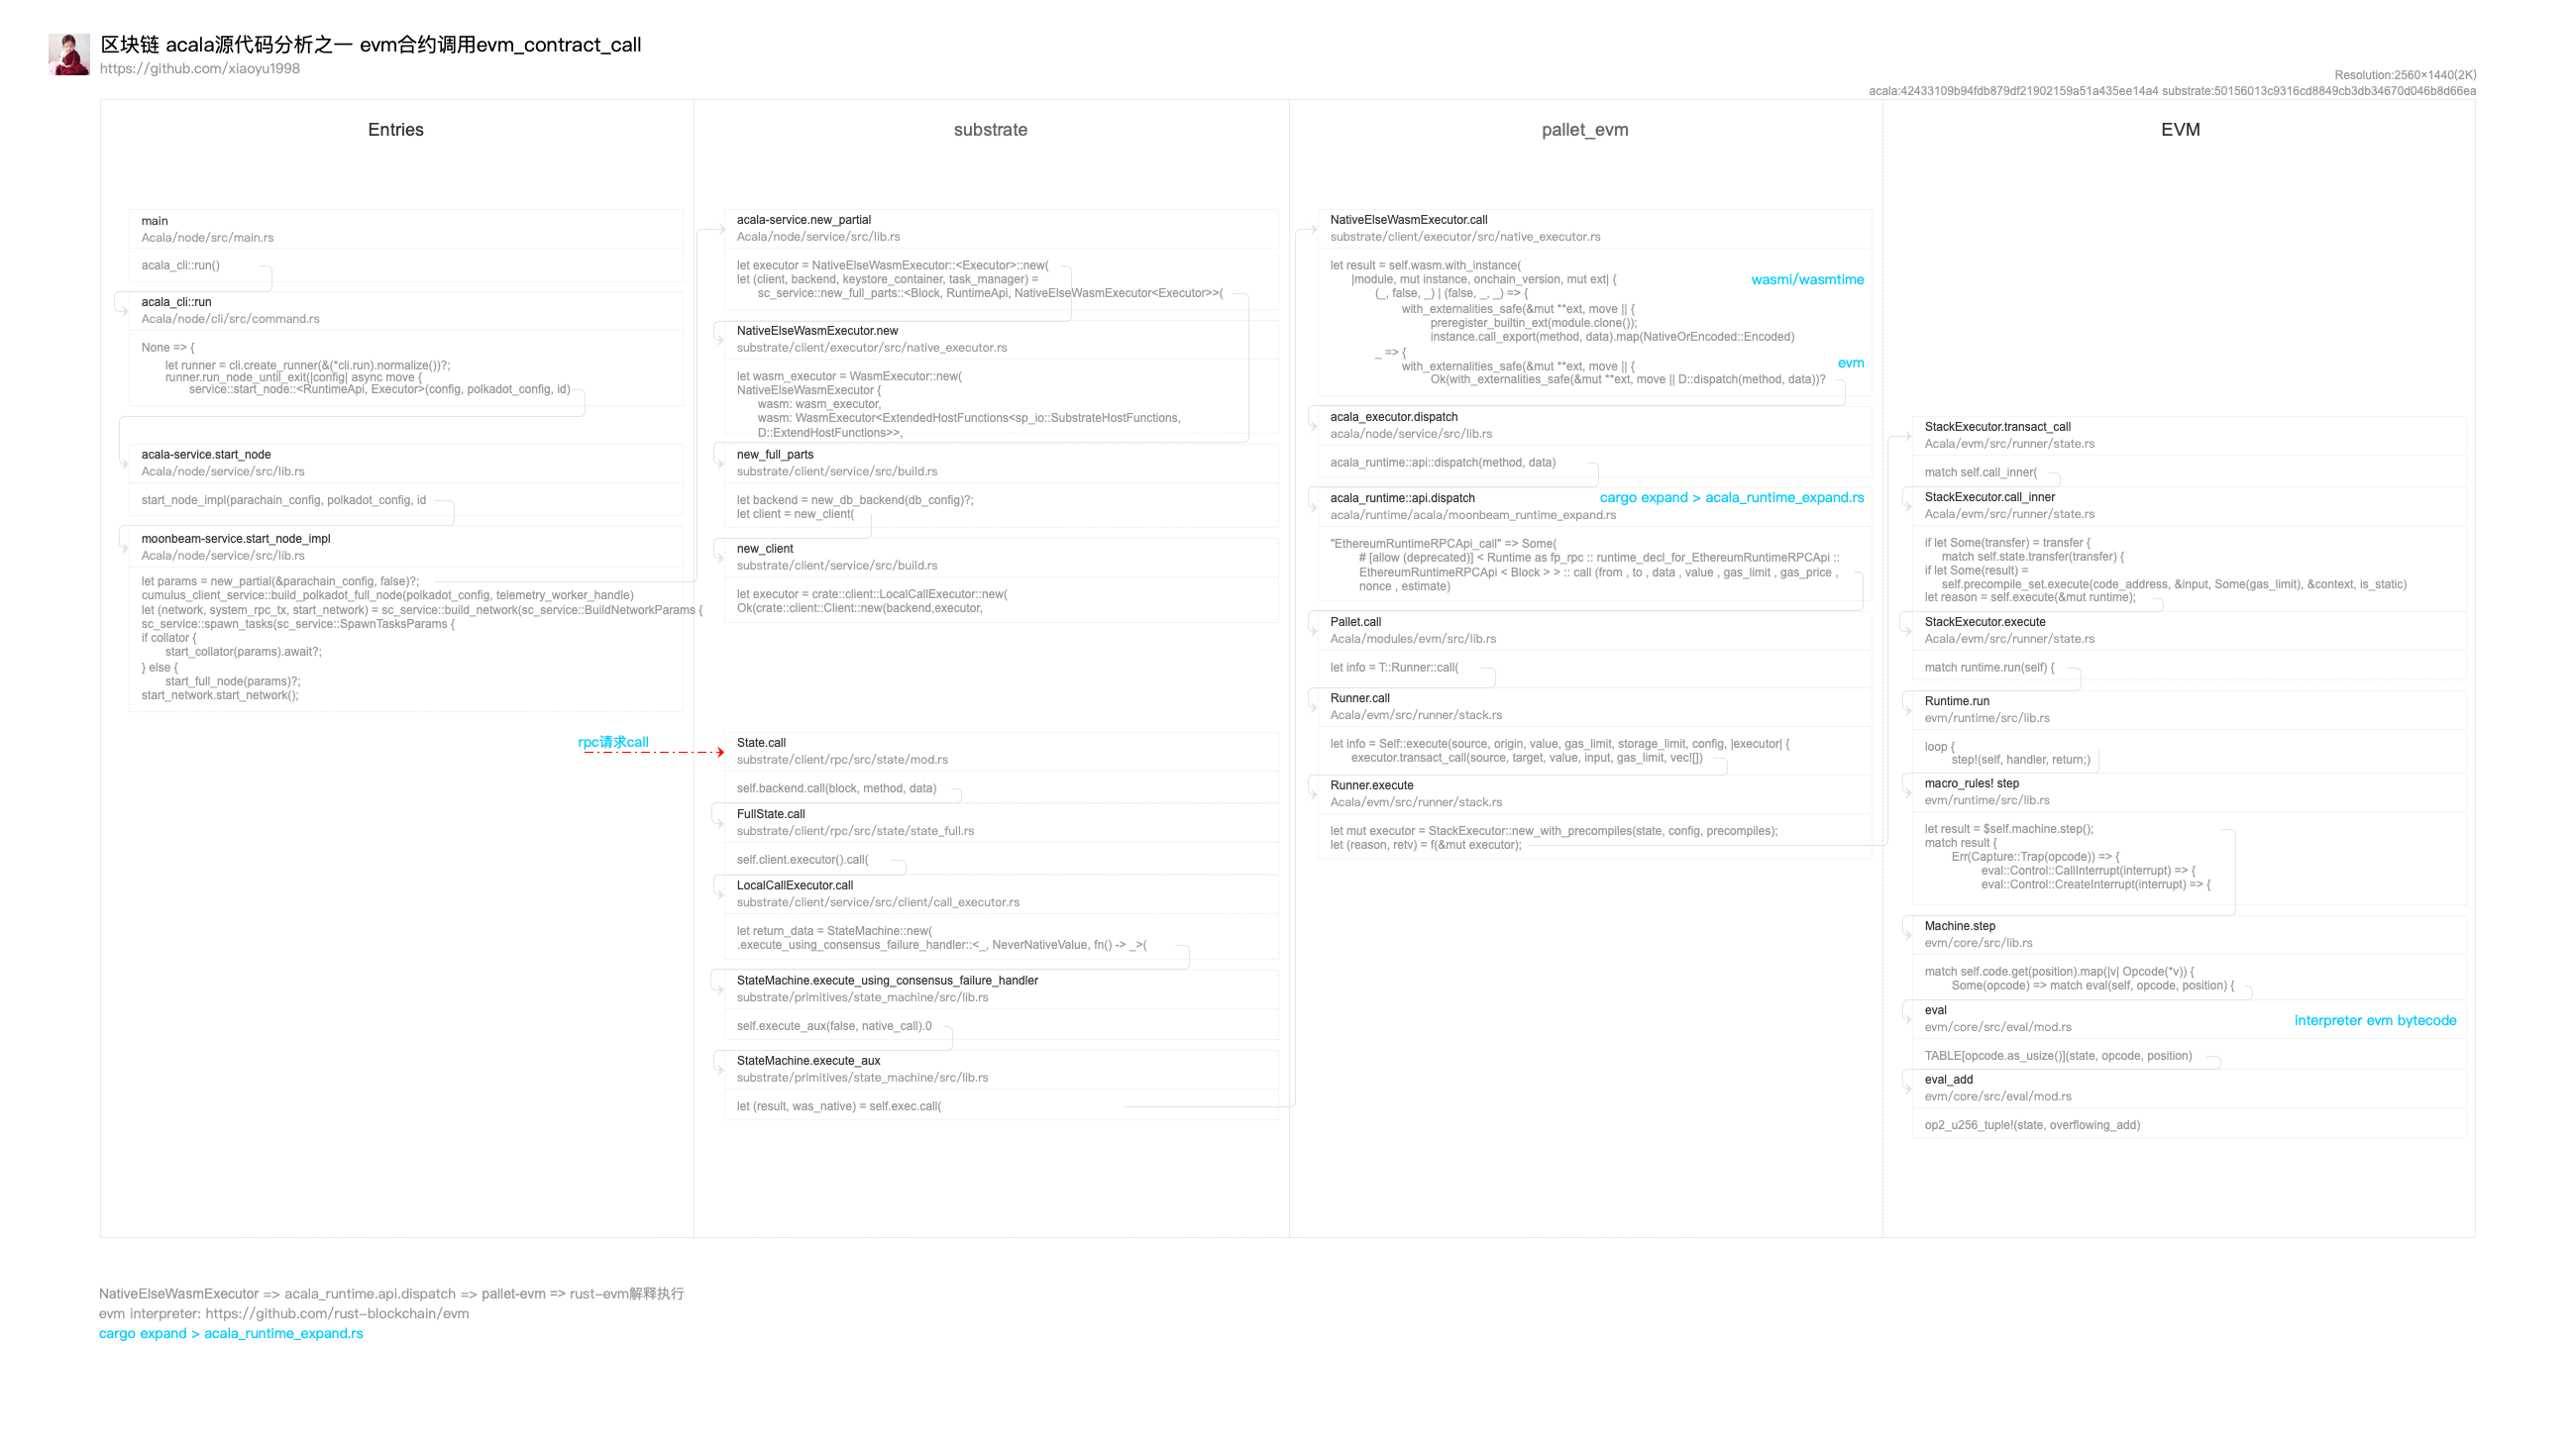 区块链 acala源代码分析之一 evm合约调用evm_contract_call
https://github.com/xiaoyu1998
Resolution:2560×1440(2K)
acala:42433109b94fdb879df21902159a51a435ee14a4 substrate:50156013c9316cd8849cb3db34670d046b8d66ea
Entries
main
Acala/node/src/main.rs
acala_cli::run()
acala_cli::run
Acala/node/cli/src/command.rs
None => {
let runner = cli.create_runner(&(*cli.run).normalize())?;
runner.run_node_until_exit(|config| async move {
service::start_node::<RuntimeApi, Executor>(config, polkadot_config, id)
acala-service.start_node
Acala/node/service/src/lib.rs
start_node_impl(parachain_config, polkadot_config, id
moonbeam-service.start_node_impl
Acala/node/service/src/lib.rs
let params = new_partial(&parachain_config, false)?;
cumulus_client_service::build_polkadot_full_node(polkadot_config, telemetry_worker_handle)
let (network, system_rpc_tx, start_network) = sc_service::build_network(sc_service::BuildNetworkParams {
sc_service::spawn_tasks(sc_service::SpawnTasksParams {
if collator {
start_collator(params).await?;
} else {
start_full_node(params)?;
start_network.start_network();
rpc请求call
substrate
acala-service.new_partial
Acala/node/service/src/lib.rs
let executor = NativeElseWasmExecutor::<Executor>::new(
let (client, backend, keystore_container, task_manager) =
sc_service::new_full_parts::<Block, RuntimeApi, NativeElseWasmExecutor<Executor>>(
NativeElseWasmExecutor.new
substrate/client/executor/src/native_executor.rs
let wasm_executor = WasmExecutor::new(
NativeElseWasmExecutor {
wasm: wasm_executor,
wasm: WasmExecutor<ExtendedHostFunctions<sp_io::SubstrateHostFunctions,
D::ExtendHostFunctions>>,
new_full_parts
substrate/client/service/src/build.rs
let backend = new_db_backend(db_config)?;
let client = new_client(
new_client
substrate/client/service/src/build.rs
let executor = crate::client::LocalCallExecutor::new(
Ok(crate::client::Client::new(backend,executor,
State.call
substrate/client/rpc/src/state/mod.rs
self.backend.call(block, method, data)
FullState.call
substrate/client/rpc/src/state/state_full.rs
self.client.executor().call(
LocalCallExecutor.call
substrate/client/service/src/client/call_executor.rs
let return_data = StateMachine::new(
.execute_using_consensus_failure_handler::<_, NeverNativeValue, fn() -> _>(
StateMachine.execute_using_consensus_failure_handler
substrate/primitives/state_machine/src/lib.rs
self.execute_aux(false, native_call).0
StateMachine.execute_aux
substrate/primitives/state_machine/src/lib.rs
let (result, was_native) = self.exec.call(
pallet_evm
NativeElseWasmExecutor.call
substrate/client/executor/src/native_executor.rs
let result = self.wasm.with_instance(
|module, mut instance, onchain_version, mut ext| {
wasmi/wasmtime
(_, false, _) | (false, _, _) => {
with_externalities_safe(&mut **ext, move || {
preregister_builtin_ext(module.clone());
instance.call_export(method, data).map(NativeOrEncoded::Encoded)
_ => {
evm
with_externalities_safe(&mut **ext, move || {
Ok(with_externalities_safe(&mut **ext, move || D::dispatch(method, data))?
acala_executor.dispatch
acala/node/service/src/lib.rs
acala_runtime::api::dispatch(method, data)
acala_runtime::api.dispatch
cargo expand > acala_runtime_expand.rs
acala/runtime/acala/moonbeam_runtime_expand.rs
"EthereumRuntimeRPCApi_call" => Some(
# [allow (deprecated)] < Runtime as fp_rpc :: runtime_decl_for_EthereumRuntimeRPCApi ::
EthereumRuntimeRPCApi < Block > > :: call (from , to , data , value , gas_limit , gas_price ,
nonce , estimate)
Pallet.call
Acala/modules/evm/src/lib.rs
let info = T::Runner::call(
Runner.call
Acala/evm/src/runner/stack.rs
let info = Self::execute(source, origin, value, gas_limit, storage_limit, config, |executor| {
executor.transact_call(source, target, value, input, gas_limit, vec![])
Runner.execute
Acala/evm/src/runner/stack.rs
let mut executor = StackExecutor::new_with_precompiles(state, config, precompiles);
let (reason, retv) = f(&mut executor);
EVM
StackExecutor.transact_call
Acala/evm/src/runner/state.rs
match self.call_inner(
StackExecutor.call_inner
Acala/evm/src/runner/state.rs
if let Some(transfer) = transfer {
match self.state.transfer(transfer) {
if let Some(result) =
self.precompile_set.execute(code_address, &input, Some(gas_limit), &context, is_static)
let reason = self.execute(&mut runtime);
StackExecutor.execute
Acala/evm/src/runner/state.rs
match runtime.run(self) {
Runtime.run
evm/runtime/src/lib.rs
loop {
step!(self, handler, return;)
macro_rules! step
evm/runtime/src/lib.rs
let result = $self.machine.step();
match result {
Err(Capture::Trap(opcode)) => {
eval::Control::CallInterrupt(interrupt) => {
eval::Control::CreateInterrupt(interrupt) => {
Machine.step
evm/core/src/lib.rs
match self.code.get(position).map(|v| Opcode(*v)) {
Some(opcode) => match eval(self, opcode, position) {
eval
evm/core/src/eval/mod.rs
interpreter evm bytecode
TABLE[opcode.as_usize()](state, opcode, position)
eval_add
evm/core/src/eval/mod.rs
op2_u256_tuple!(state, overflowing_add)
NativeElseWasmExecutor => acala_runtime.api.dispatch => pallet-evm => rust-evm解释执行
evm interpreter: https://github.com/rust-blockchain/evm
cargo expand > acala_runtime_expand.rs